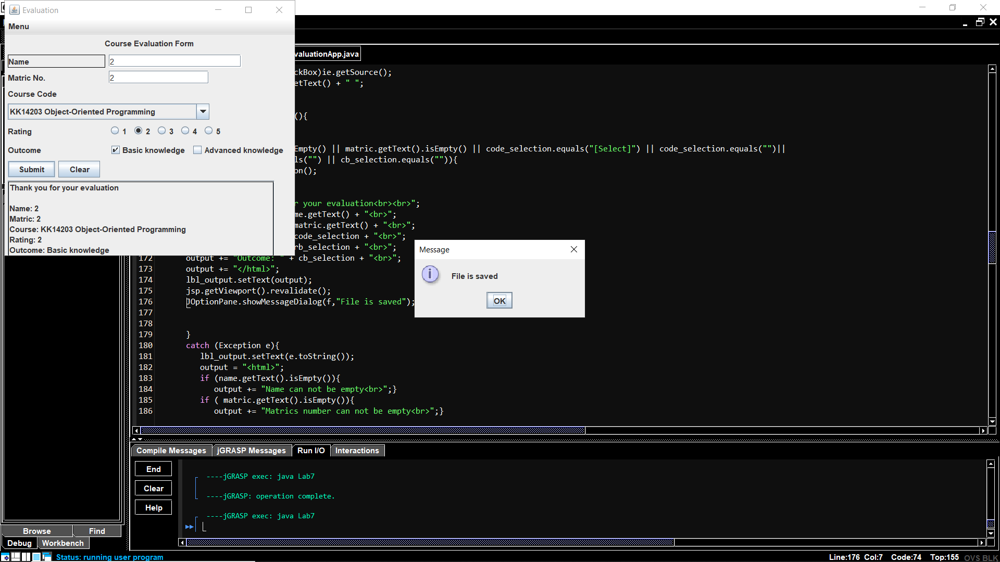 Evaluation
Menu
Course Evaluation Form
Name 2
Matric No. 2
Course Code
KK14203 Object-Oriented Programming
Rating 1 2 3 4 5
Outcome Basic knowledge Advanced knowledge
Submit Clear
Thank you for your evaluation
Name: 2
Matric: 2
Course: KK14203 Object-Oriented Programming
Rating: 2
Outcome: Basic knowledge
valuationApp.java
ckBox)ie.getSource();
etText() + " ";
(){
Empty() || matric.getText().isEmpty() || code_selection.equals("[Select]") || code_selection.equals("")||
ls("") || cb_selection.equals("")){
on();
r your evaluation<br><br>";
me.getText() + "<br>";
matric.getText() + "<br>";
code_selection + "<br>";
rb_selection + "<br>";
172 output += "Outcome: " + cb_selection + "<br>";
173 output += "</html>";
174 lbl_output.setText(output);
175 jsp.getViewport().revalidate();
176 JOptionPane.showMessageDialog(f,"File is saved");
177
178
179 }
180 catch (Exception e){
181 lbl_output.setText(e.toString());
182 output = "<html>";
183 if (name.getText().isEmpty()){
184 output += "Name can not be empty<br>";}
185 if ( matric.getText().isEmpty()){
186 output += "Matrics number can not be empty<br>";}
Message
File is saved
OK
Compile Messages jGRASP Messages Run I/O Interactions
End
Clear
Help
----jGRASP exec: java Lab7
----jGRASP: operation complete.
----jGRASP exec: java Lab7
Browse Find
Debug Workbench
Status: running user program
Line:176 Col:7 Code:74 Top:155 OVS BLK